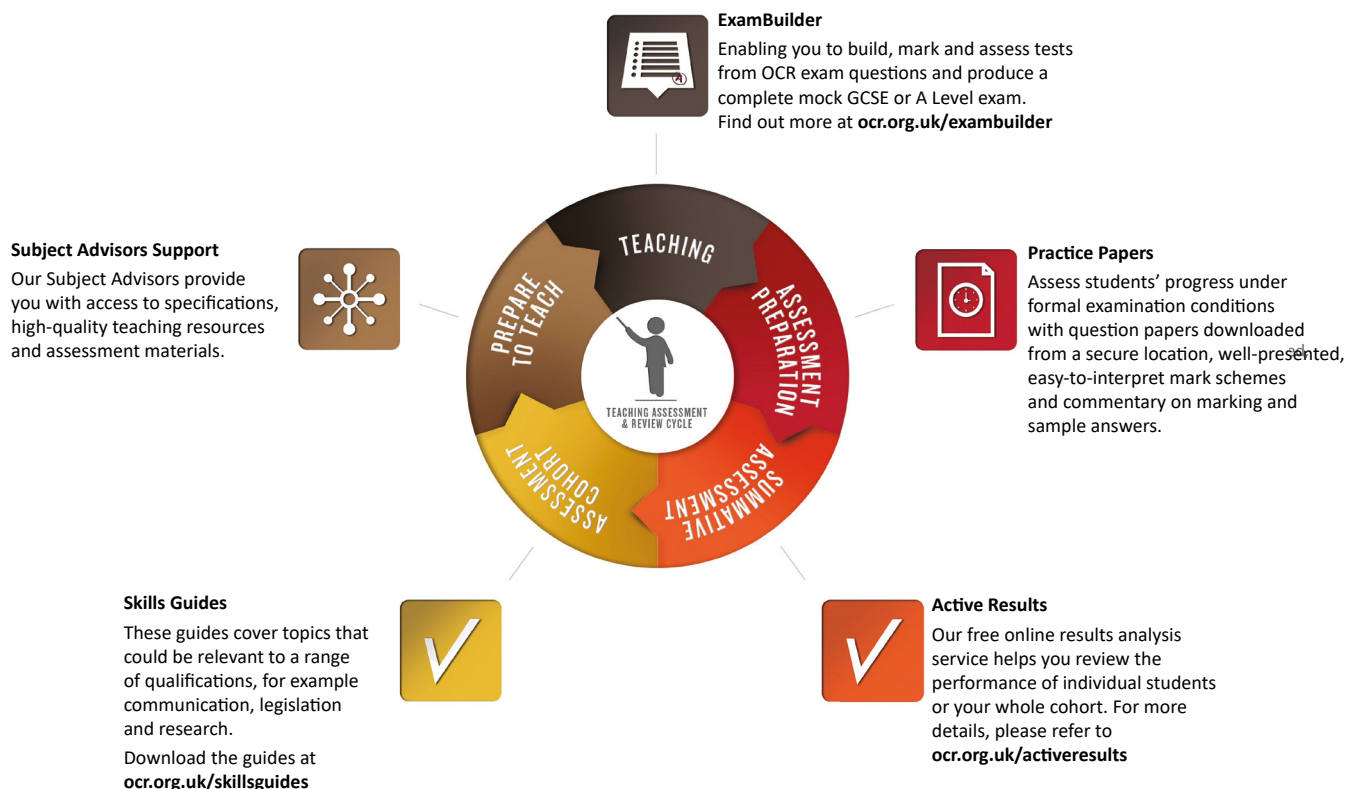 ExamBuilder
Enabling you to build, mark and assess tests
from OCR exam questions and produce a
complete mock GCSE or A Level exam.
Find out more at ocr.org.uk/exambuilder
Subject Advisors Support
Our Subject Advisors provide
you with access to specifications,
high-quality teaching resources
and assessment materials.
TEACHING
PREPARE
TO TEACH
ASSESSMENT
PREPARATION
TEACHING ASSESSMENT
& REVIEW CYCLE
ASSESSMENT
COHORT
SUMMATIVE
ASSESSMENT
Practice Papers
Assess students’ progress under
formal examination conditions
with question papers downloaded
from a secure location, well-presented,
easy-to-interpret mark schemes
and commentary on marking and
sample answers.
Skills Guides
These guides cover topics that
could be relevant to a range
of qualifications, for example
communication, legislation
and research.
Download the guides at
ocr.org.uk/skillsguides
Active Results
Our free online results analysis
service helps you review the
performance of individual students
or your whole cohort. For more
details, please refer to
ocr.org.uk/activeresults